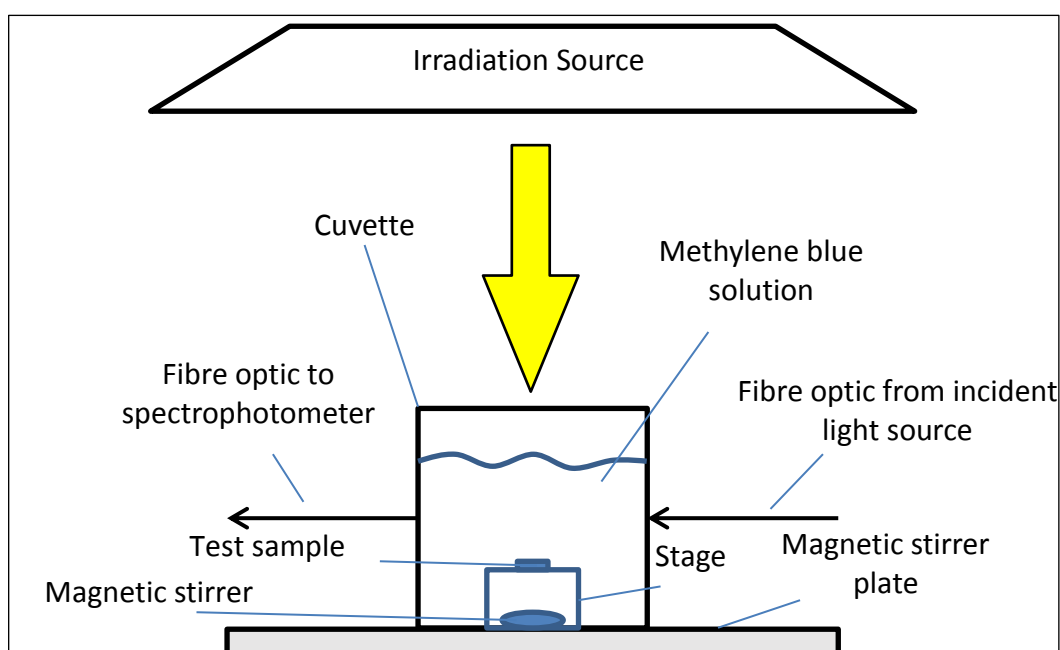 Irradiation Source
Cuvette
Methylene blue
solution
Fibre optic to
spectrophotometer
Fibre optic from incident
light source
Test sample
Stage
Magnetic stirrer
plate
Magnetic stirrer